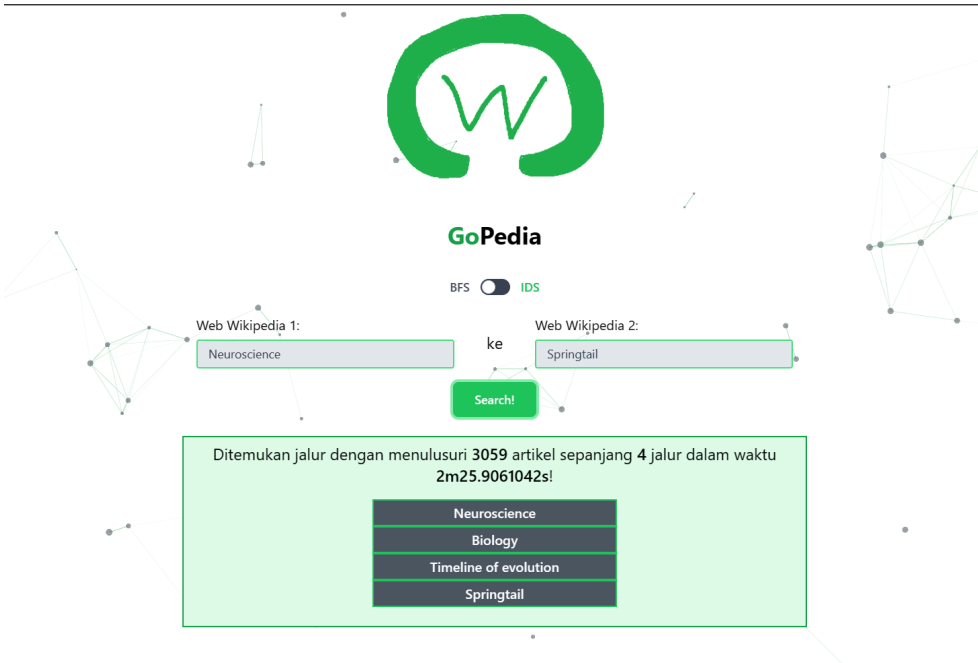 W
GoPedia
BFS IDS
Web Wikipedia 1:
Neuroscience
ke
Web Wikipedia 2:
Springtail
Search!
Ditemukan jalur dengan menulusuri 3059 artikel sepanjang 4 jalur dalam waktu
2m25.9061042s!
Neuroscience
Biology
Timeline of evolution
Springtail